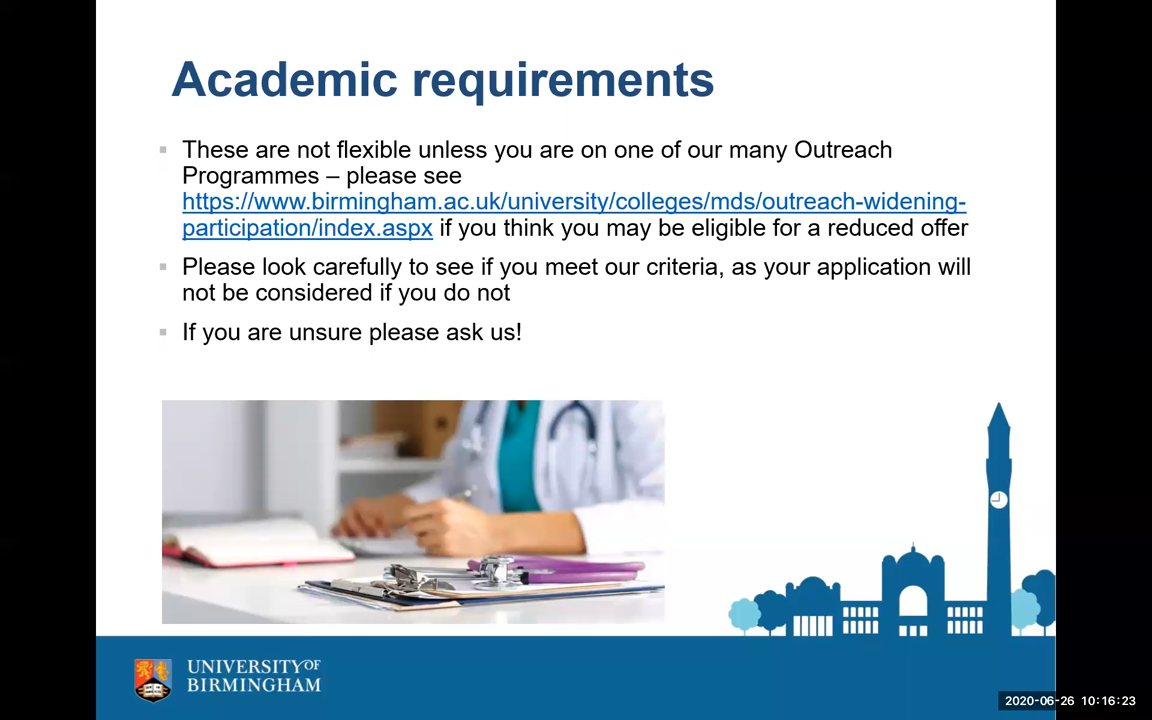 Academic requirements
These are not flexible unless you are on one of our many Outreach
Programmes – please see
https://www.birmingham.ac.uk/university/colleges/mds/outreach-widening-
participation/index.aspx if you think you may be eligible for a reduced offer
Please look carefully to see if you meet our criteria, as your application will
not be considered if you do not
If you are unsure please ask us!
UNIVERSITYOF
BIRMINGHAM
2020-06-26 10:16:23